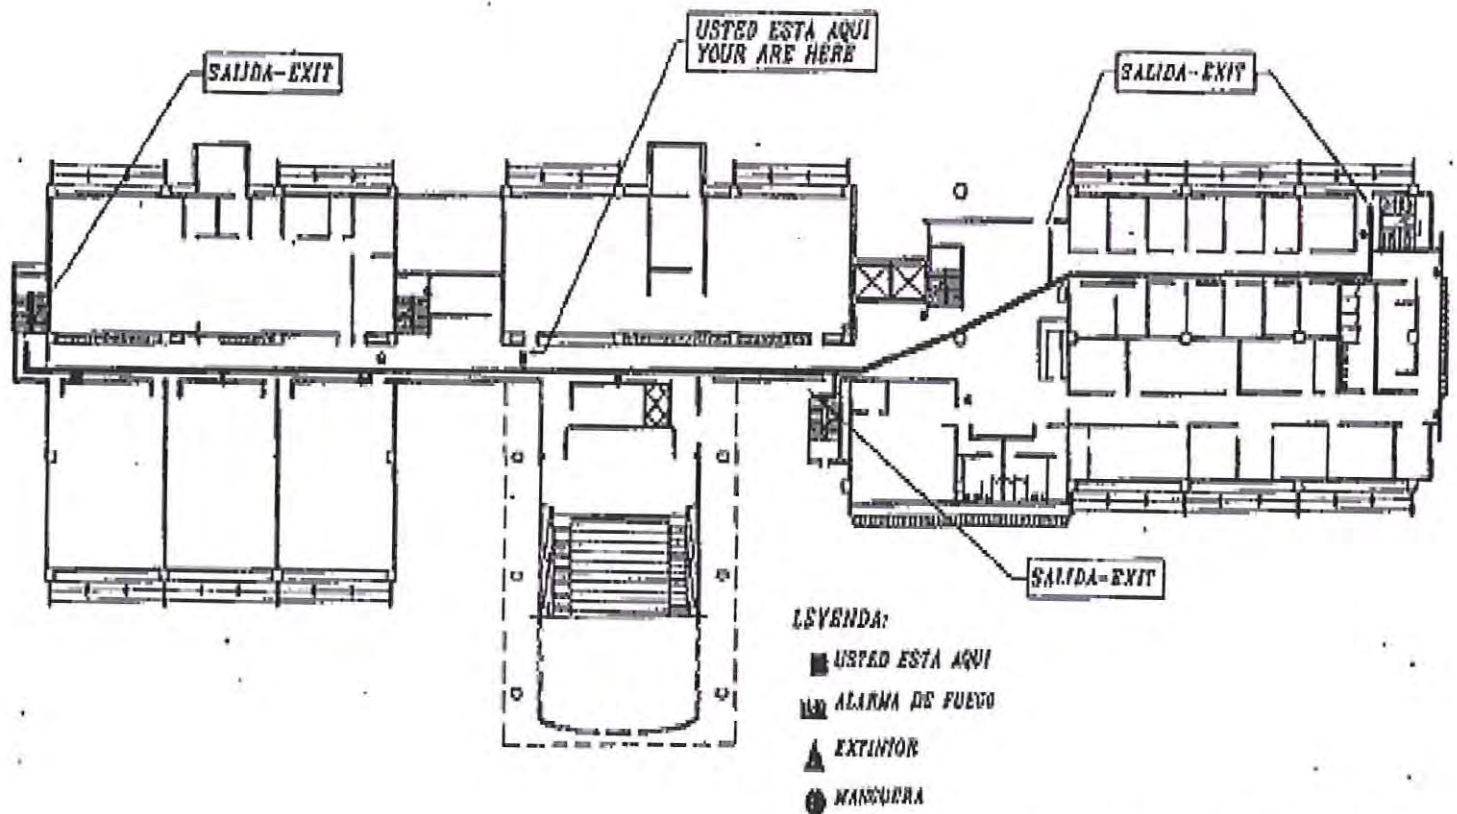 USTED ESTA AQUI
YOUR ARE HERE
SALIDA-EXIT
SALIDA-EXIT
SALIDA-EXIT
LEYENDA:
USTED ESTA AQUI
ALARMA DE FUEGO
EXTINTOR
MANGUERA